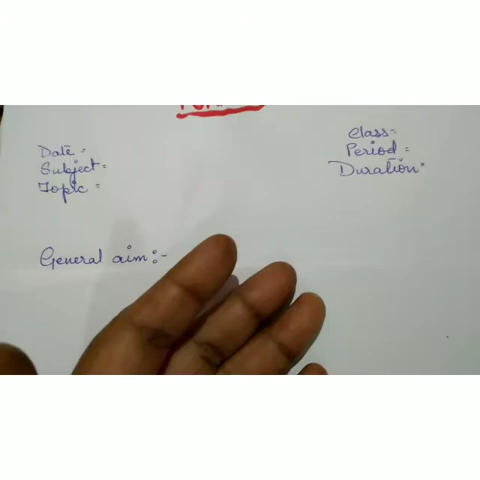 Class=
Date =
Period =
Subject=
Duration=
Topic =
General aim:-